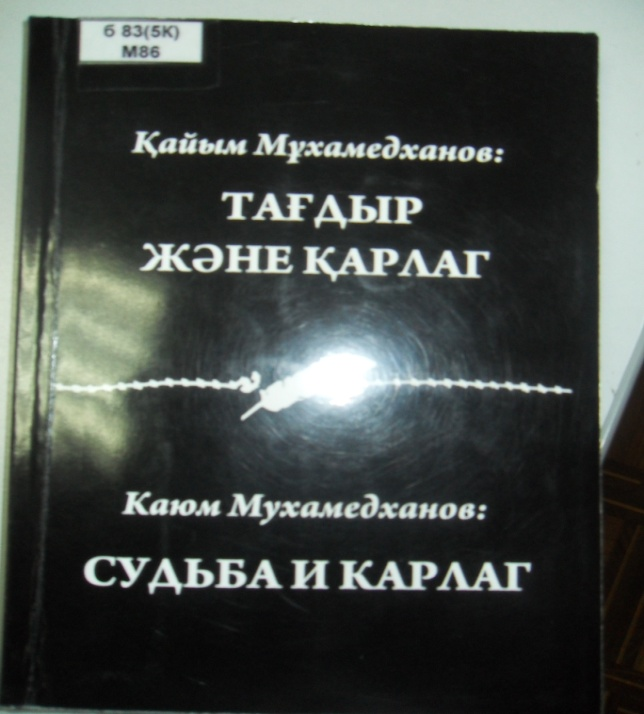 б 83(5К)
М86
Қайым Мұхамедханов:
ТАҒДЫР
ЖӘНЕ ҚАРЛАГ
Каюм Мухамедханов:
СУДЬБА И КАРЛАГ